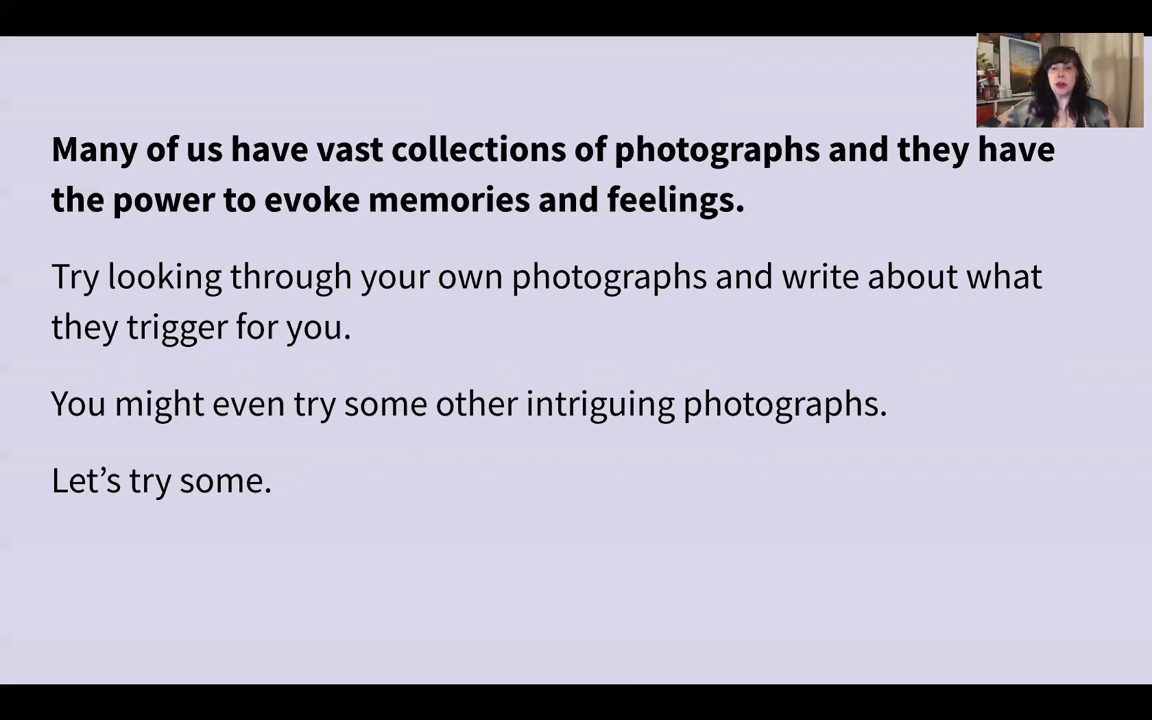 Many of us have vast collections of photographs and they have
the power to evoke memories and feelings.
Try looking through your own photographs and write about what
they trigger for you.
You might even try some other intriguing photographs.
Let’s try some.